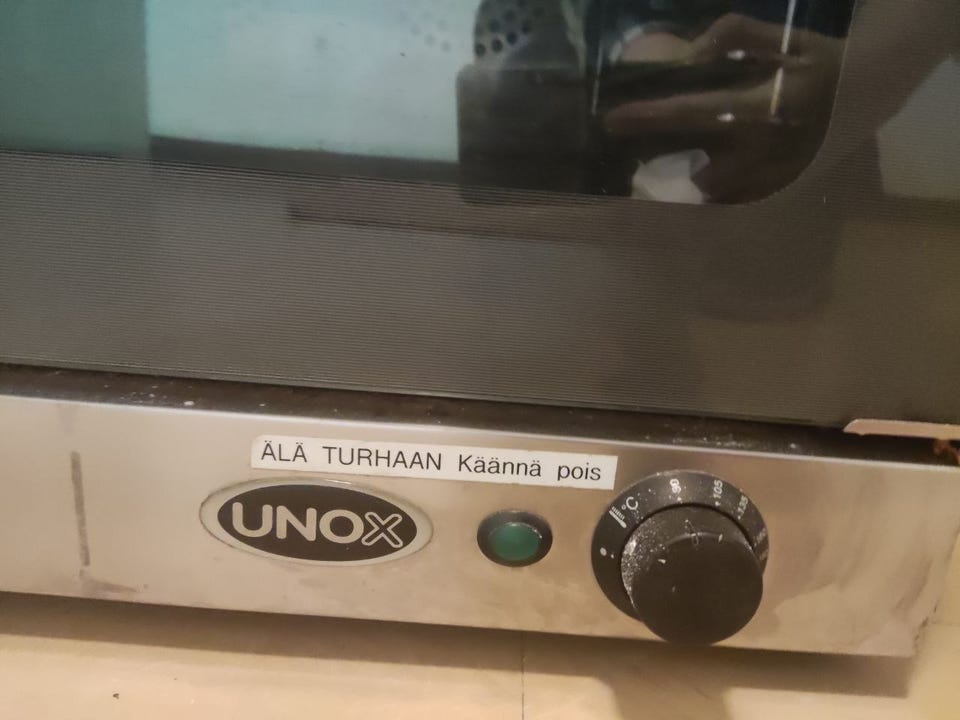 ÄLÄ TURHAAN Käännä pois
UNOX
°C
90
105